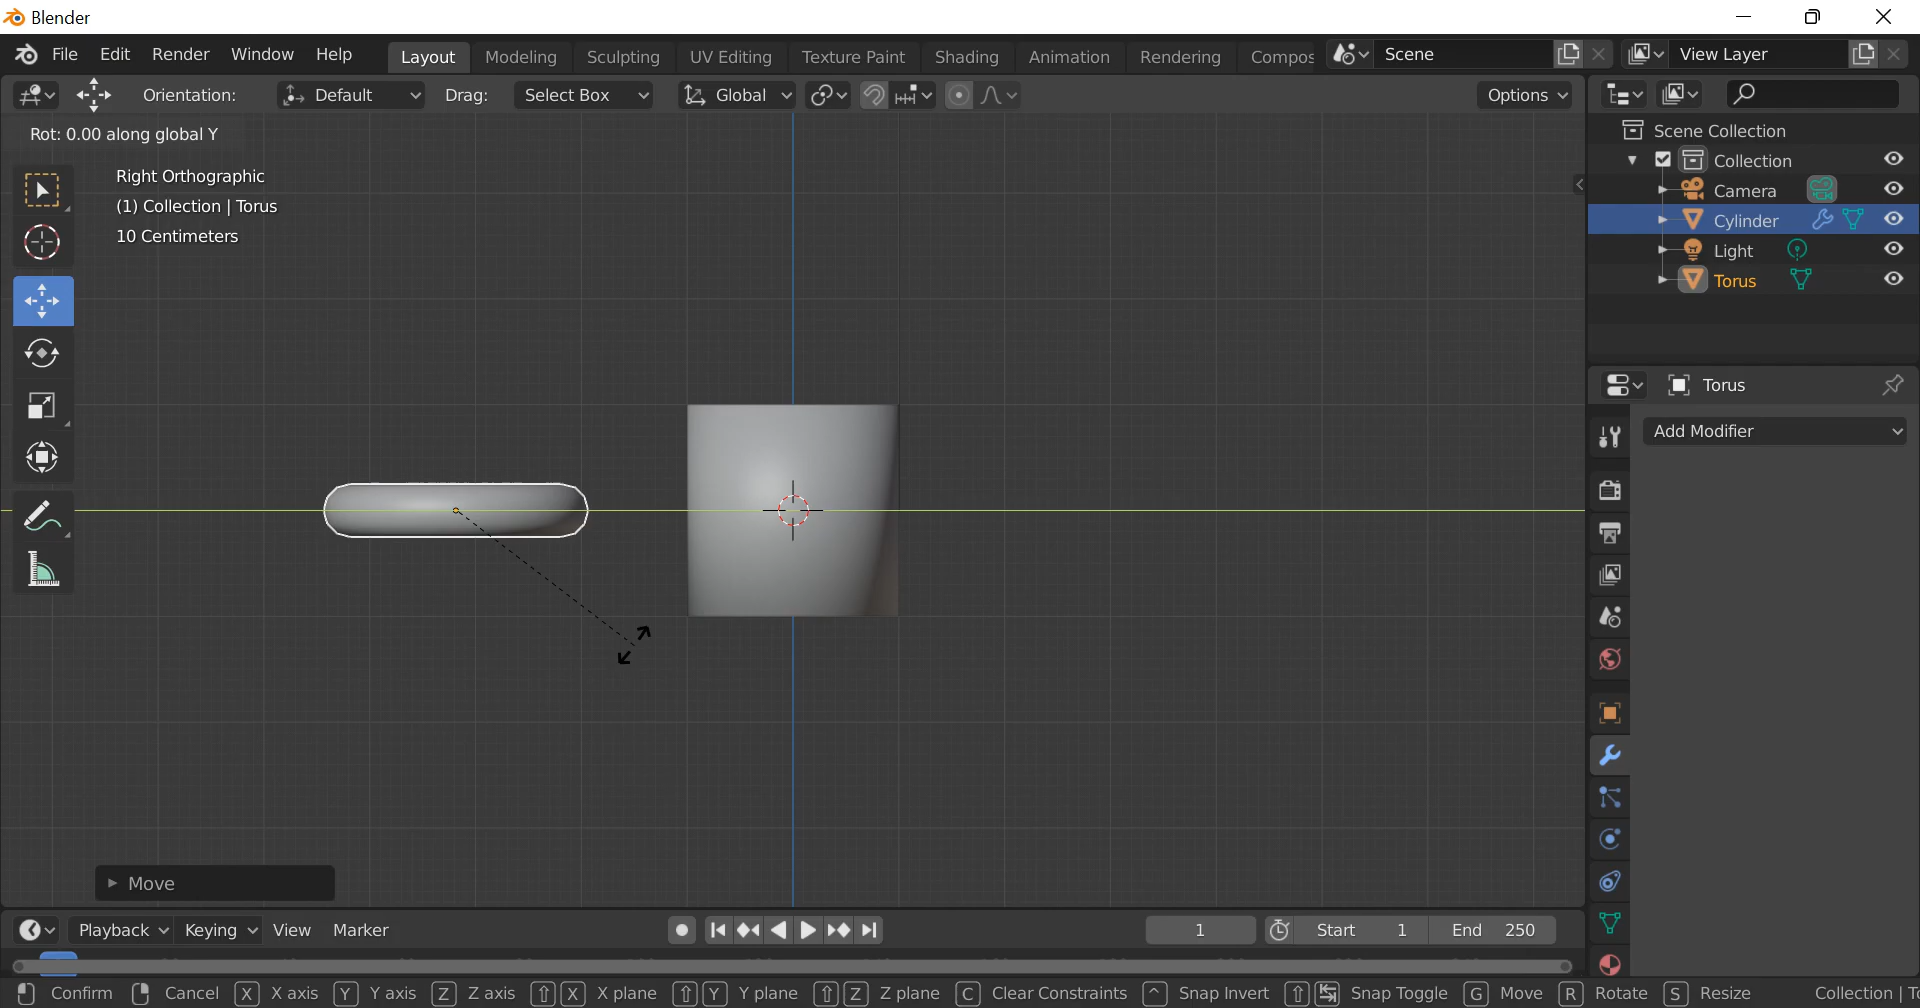 Blender
File Edit Render Window Help Layout Modeling Sculpting UV Editing Texture Paint Shading Animation Rendering Compos Scene View Layer
Orientation: Default Drag: Select Box Global Options
Rot: 0.00 along global Y
Right Orthographic
(1) Collection | Torus
10 Centimeters
Scene Collection
Collection
Camera
Cylinder
Light
Torus
Torus
Add Modifier
Move
Playback Keying View Marker 1 Start 1 End 250
Confirm Cancel X X axis Y Y axis Z Z axis X X plane Y Y plane Z Z plane C Clear Constraints ^ Snap Invert Snap Toggle G Move R Rotate S Resize Collection | T